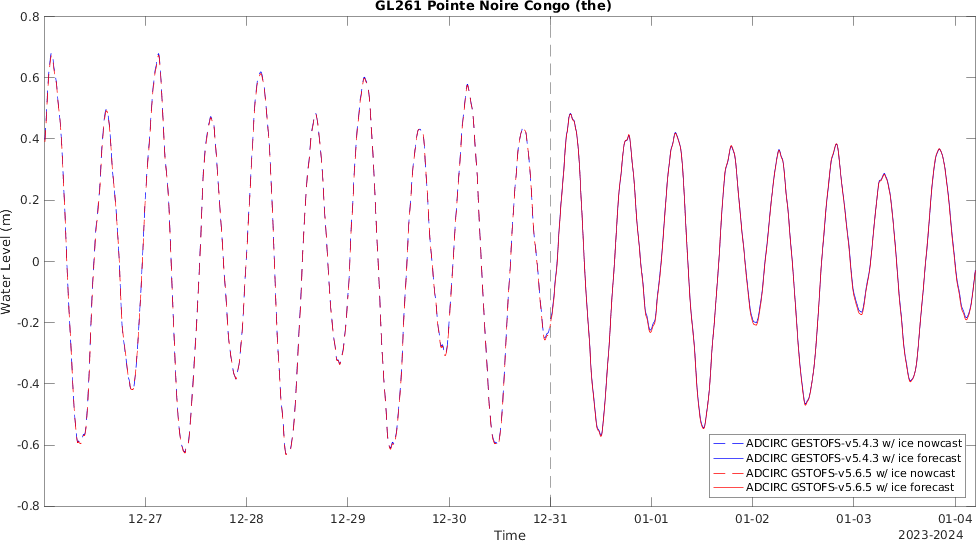 GL261 Pointe Noire Congo (the)
0.8
0.6
0.4
0.2
0
-0.2
-0.4
-0.6
-0.8
Water Level (m)
ADCIRC GESTOFS-v5.4.3 w/ ice nowcast
ADCIRC GESTOFS-v5.4.3 w/ ice forecast
ADCIRC GSTOFS-v5.6.5 w/ ice nowcast
ADCIRC GSTOFS-v5.6.5 w/ ice forecast
12-27 12-28 12-29 12-30 12-31 01-01 01-02 01-03 01-04
Time
2023-2024